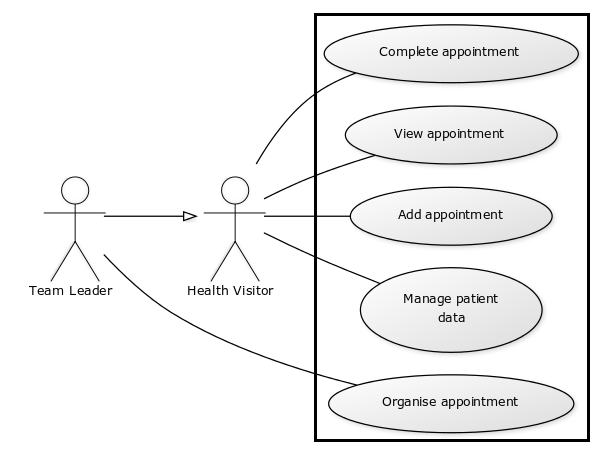 Complete appointment
View appointment
Add appointment
Team Leader
Health Visitor
Manage patient
data
Organise appointment